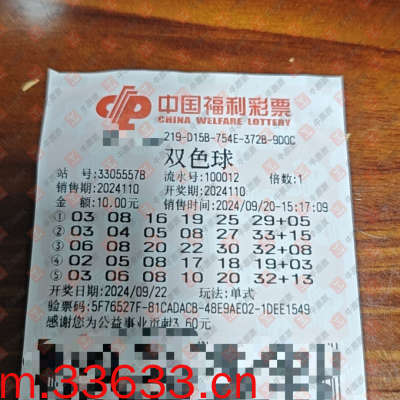 中国福利彩票
CHINA WELFARE LOTTERY
219-D15B-754E-372B-9D0C
双色球
站 号:33055578 流水号:100012 倍数:1
销售期:2024110 开奖期:2024110
金 额:10.00元 销售时间:2024/09/20-15:17:09
① 03 08 16 19 25 29+05
② 03 04 05 08 27 33+15
③ 06 08 20 22 30 32+08
④ 02 05 08 17 18 19+13
⑤ 03 06 08 10 20 32+13
开奖日期:2024/09/22 玩法:单式
验票码:5F76527F-81CADACB-48E9AE02-1DEE1549
感谢您为公益事业贡献3.60元
m.33633.cn